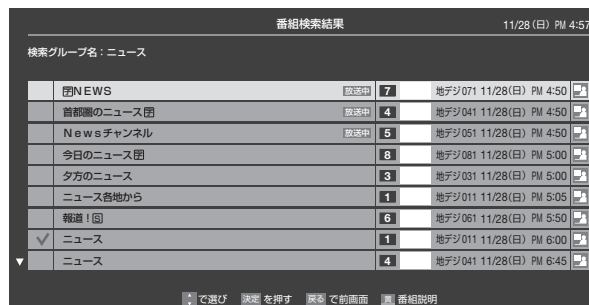 番組検索結果 11/28(日) PM 4:57
検索グループ名:ニュース
字NEWS 放送中 7 地デジ071 11/28(日) PM 4:50
首都圏のニュース字 放送中 4 地デジ041 11/28(日) PM 4:50
Newsチャンネル 放送中 5 地デジ051 11/28(日) PM 4:50
今日のニュース字 8 地デジ081 11/28(日) PM 5:00
夕方のニュース 3 地デジ031 11/28(日) PM 5:00
ニュース各地から 1 地デジ011 11/28(日) PM 5:05
報道!S 6 地デジ061 11/28(日) PM 5:50
ニュース 1 地デジ011 11/28(日) PM 6:00
ニュース 4 地デジ041 11/28(日) PM 6:45
で選び 決定 を押す 戻る で前画面 黄 番組説明